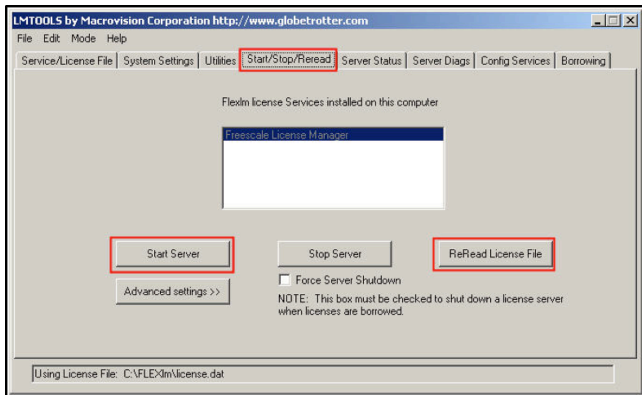 LMTOOLS by Macrovision Corporation http://www.globetrotter.com
File Edit Mode Help
Service/License File System Settings Utilities Start/Stop/Reread Server Status Server Diags Config Services Borrowing
Flexlm license Services installed on this computer
Freescale License Manager
Start Server Stop Server ReRead License File
Advanced settings >> Force Server Shutdown
NOTE: This box must be checked to shut down a license server
when licenses are borrowed.
Using License File: C:\FLEXlm\license.dat